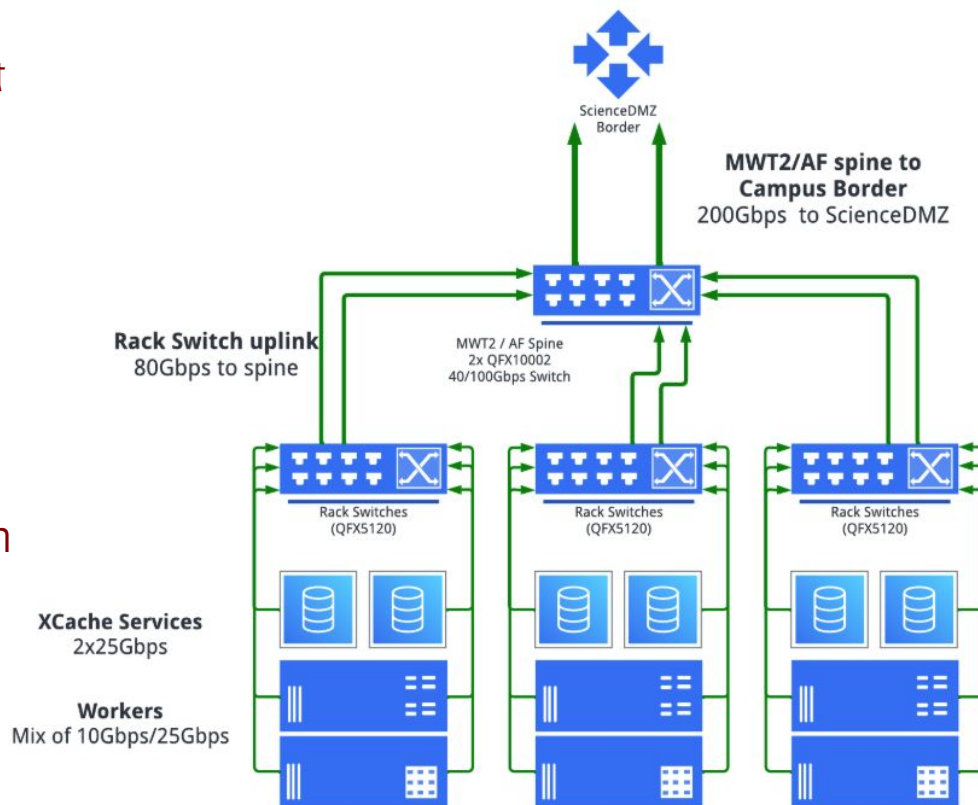 ScienceDMZ
Border
MWT2/AF spine to
Campus Border
200Gbps to ScienceDMZ
Rack Switch uplink
80Gbps to spine
MWT2 / AF Spine
2x QFX10002
40/100Gbps Switch
Rack Switches
(QFX5120)
Rack Switches
(QFX5120)
Rack Switches
(QFX5120)
XCache Services
2x25Gbps
Workers
Mix of 10Gbps/25Gbps